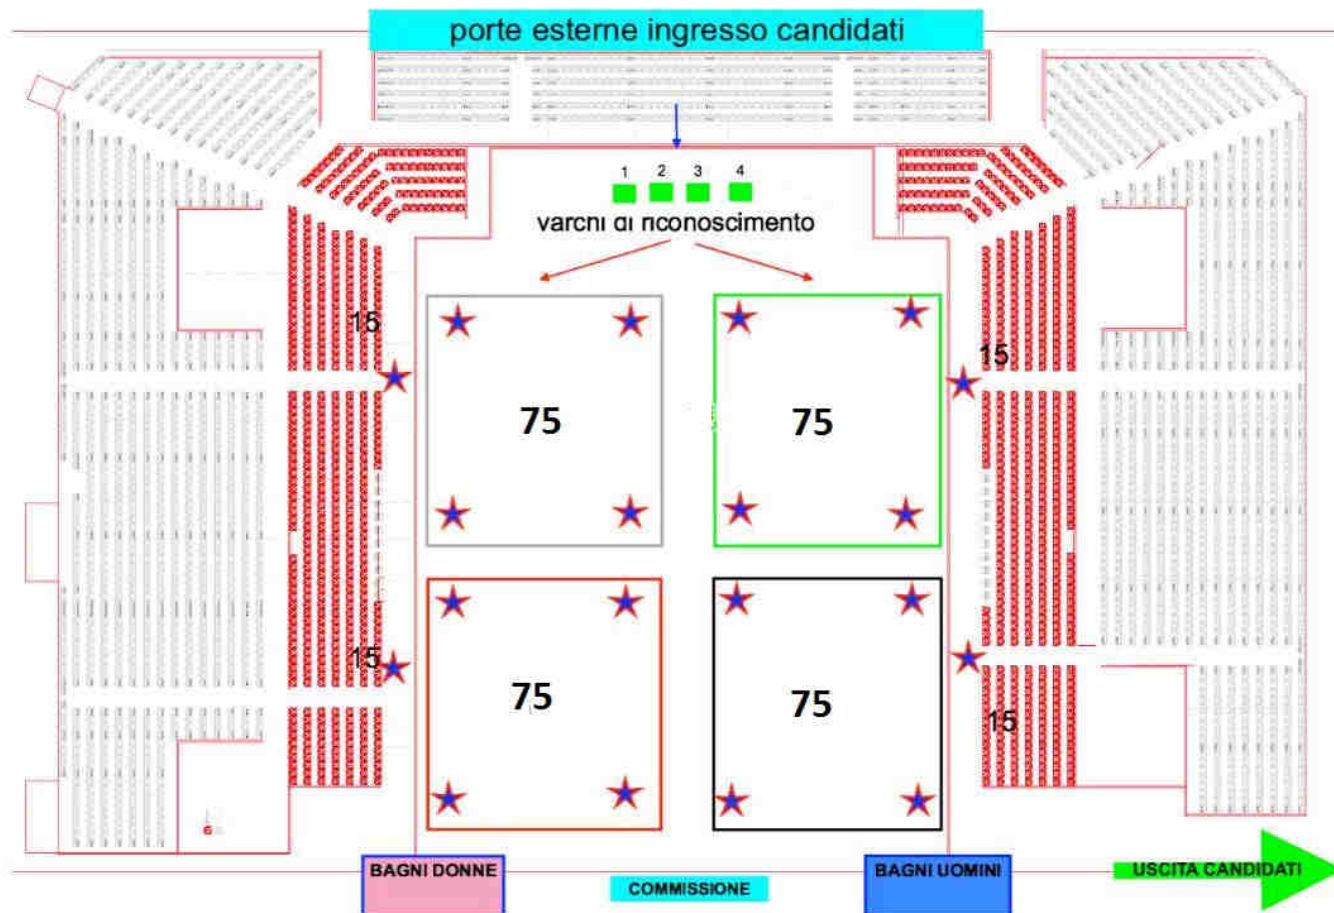 porte esterne ingresso candidati
1 2 3 4
varchi di riconoscimento
15
15
75 75
15
75 75
15
BAGNI DONNE
BAGNI UOMINI
USCITA CANDIDATI
COMMISSIONE